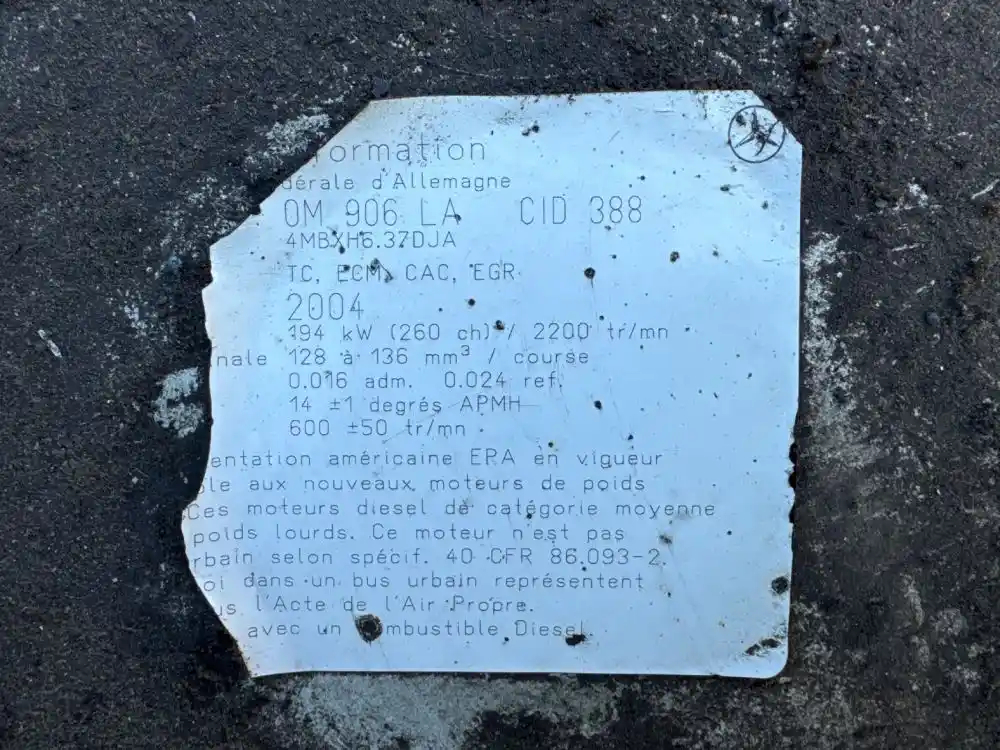 formation
dérale d'Allemagne
OM 906 LA CID 388
4MBXH6.37DJA
TC, ECM, CAC, EGR
2004
194 kW (260 ch) / 2200 tr/mn
nale 128 à 136 mm³ / course
0.016 adm. 0.024 ref.
14 ±1 degrés APMH
600 ±50 tr/mn
entation américaine EPA en vigueur
ble aux nouveaux moteurs de poids
Ces moteurs diesel de catégorie moyenne
poids lourds. Ce moteur n'est pas
rbain selon spécif. 40 CFR 86.093-2.
oi dans un bus urbain représentent
us l'Acte de l'Air Propre.
avec un mbustible Diesel